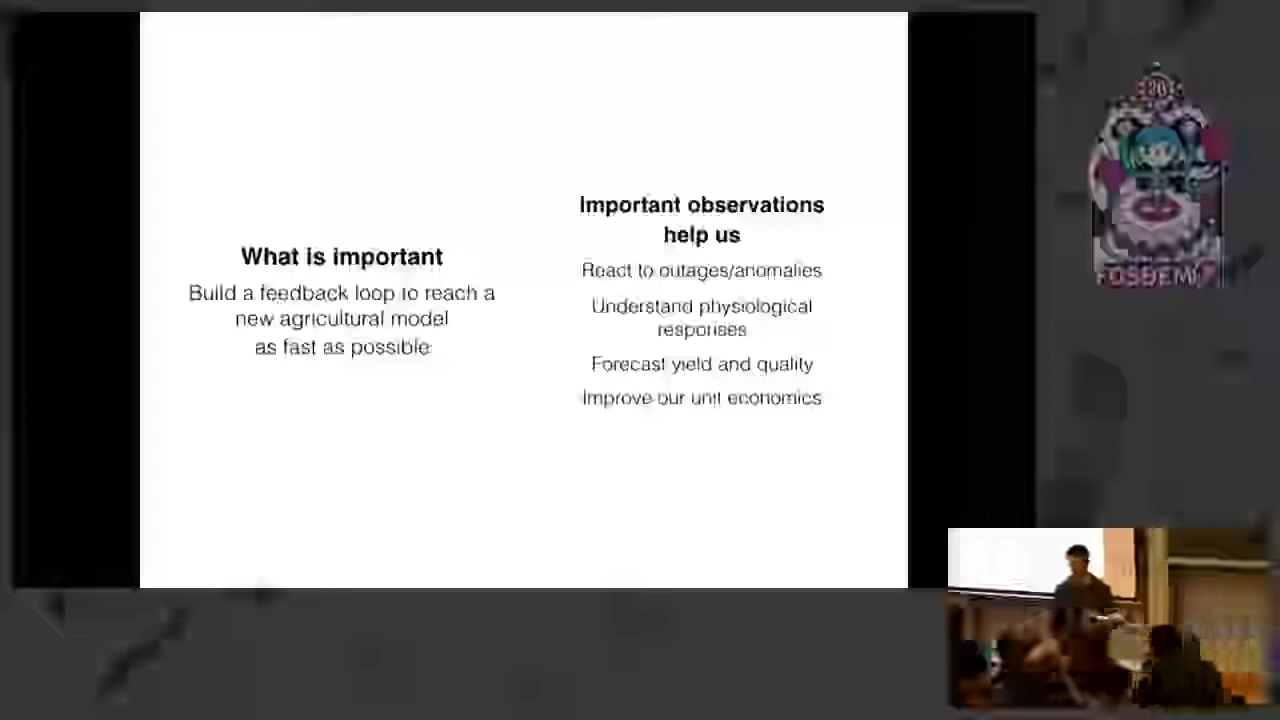 What is important
Build a feedback loop to reach a
new agricultural model
as fast as possible
Important observations
help us
React to outages/anomalies
Understand physiological
responses
Forecast yield and quality
Improve our unit economics
FOSDEM